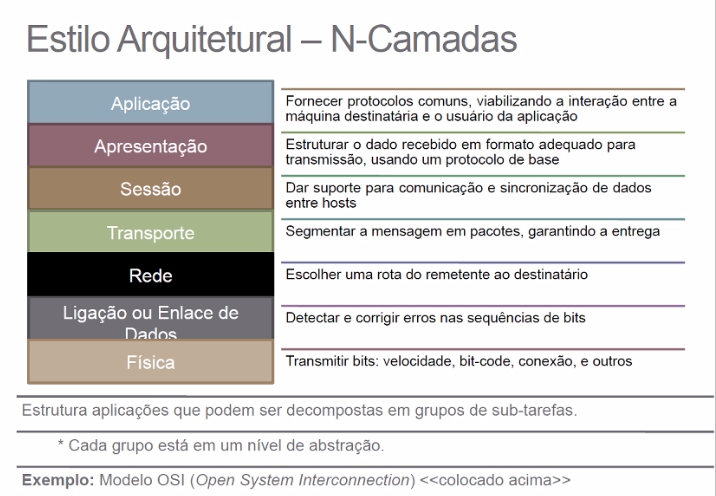 Estilo Arquitetural – N-Camadas
Aplicação
Fornecer protocolos comuns, viabilizando a interação entre a
máquina destinatária e o usuário da aplicação
Apresentação
Estruturar o dado recebido em formato adequado para
transmissão, usando um protocolo de base
Sessão
Dar suporte para comunicação e sincronização de dados
entre hosts
Transporte
Segmentar a mensagem em pacotes, garantindo a entrega
Rede
Escolher uma rota do remetente ao destinatário
Ligação ou Enlace de
Dados
Detectar e corrigir erros nas sequências de bits
Física
Transmitir bits: velocidade, bit-code, conexão, e outros
Estrutura aplicações que podem ser decompostas em grupos de sub-tarefas.
* Cada grupo está em um nível de abstração.
Exemplo: Modelo OSI (Open System Interconnection) <<colocado acima>>